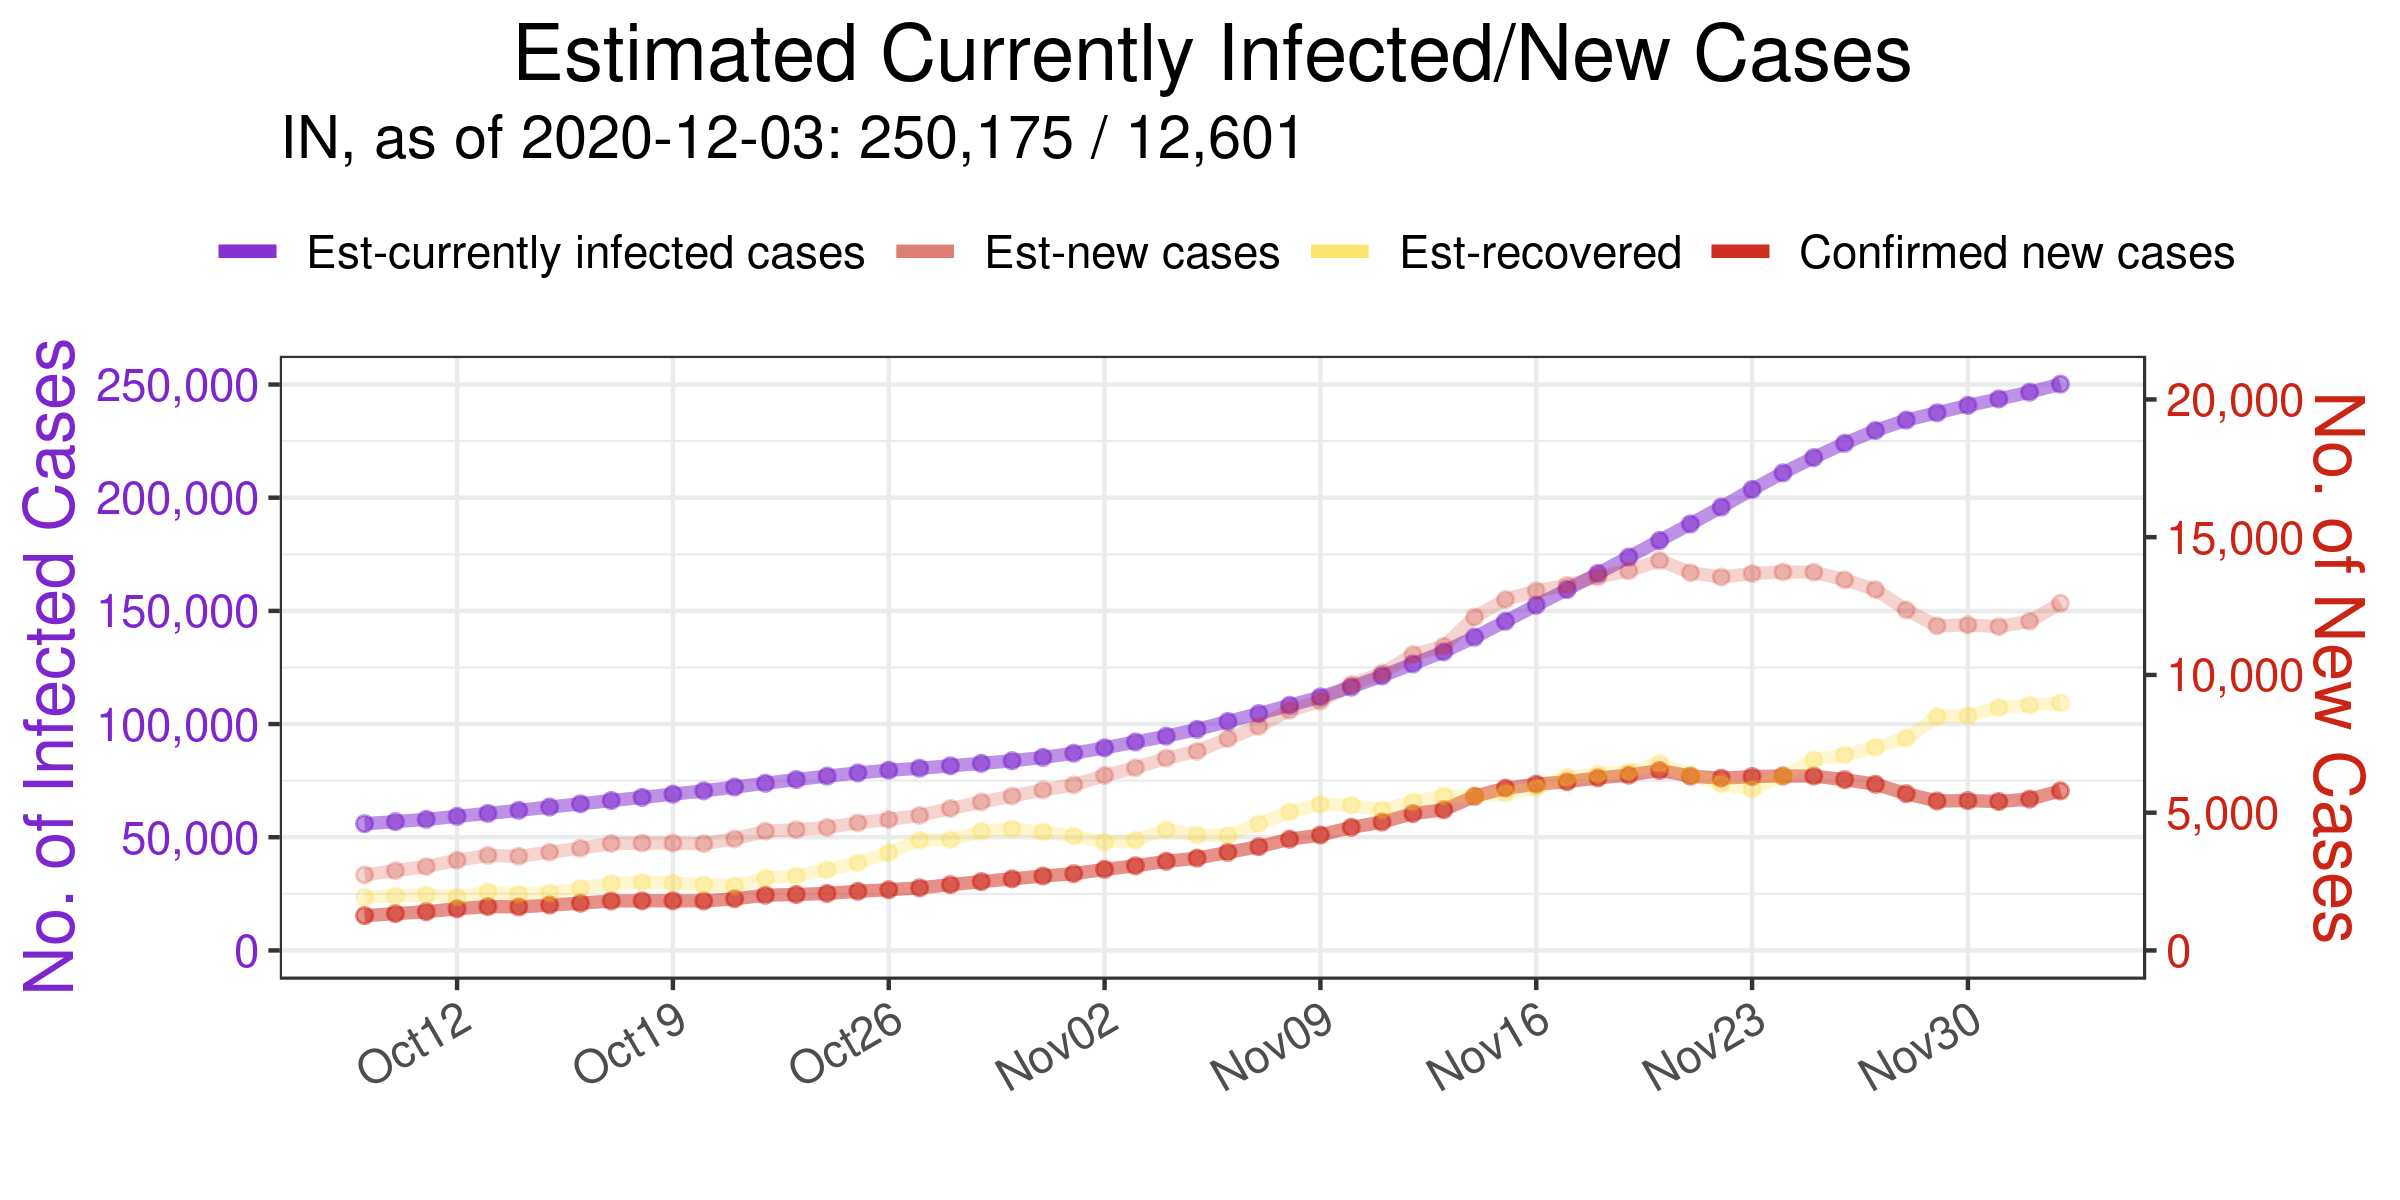 Estimated Currently Infected/New Cases
IN, as of 2020-12-03: 250,175 / 12,601
Est-currently infected cases Est-new cases Est-recovered Confirmed new cases
No. of Infected Cases
250,000
200,000
150,000
100,000
50,000
0
20,000
15,000
10,000
5,000
0
No. of New Cases
Oct12 Oct19 Oct26 Nov02 Nov09 Nov16 Nov23 Nov30